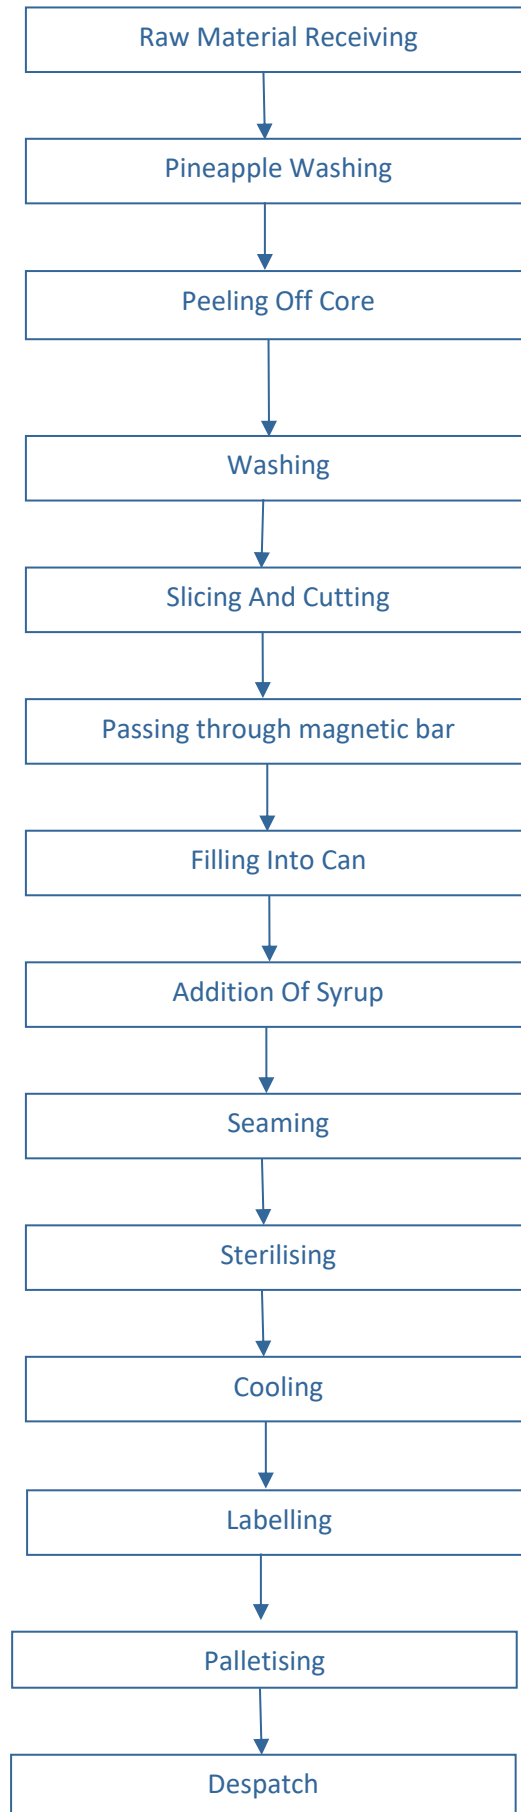 Raw Material Receiving
Pineapple Washing
Peeling Off Core
Washing
Slicing And Cutting
Passing through magnetic bar
Filling Into Can
Addition Of Syrup
Seaming
Sterilising
Cooling
Labelling
Palletising
Despatch